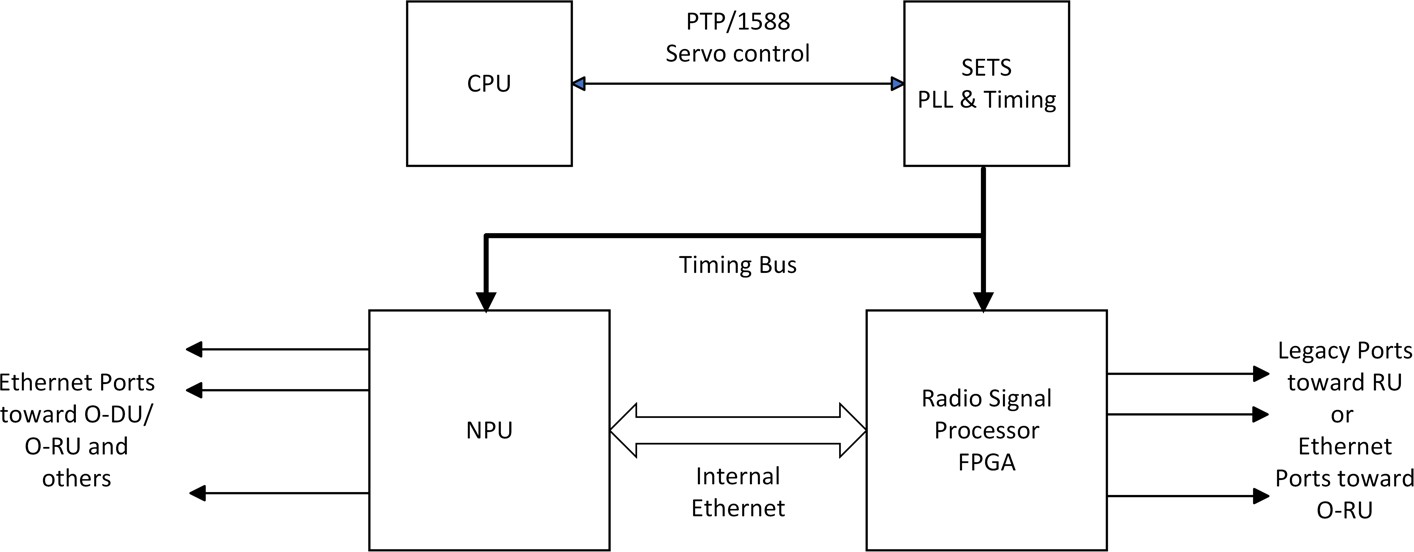 PTP/1588
Servo control
CPU
SETS
PLL & Timing
Timing Bus
Ethernet Ports
toward O-DU/
O-RU and
others
NPU
Internal
Ethernet
Radio Signal
Processor
FPGA
Legacy Ports
toward RU
or
Ethernet
Ports toward
O-RU